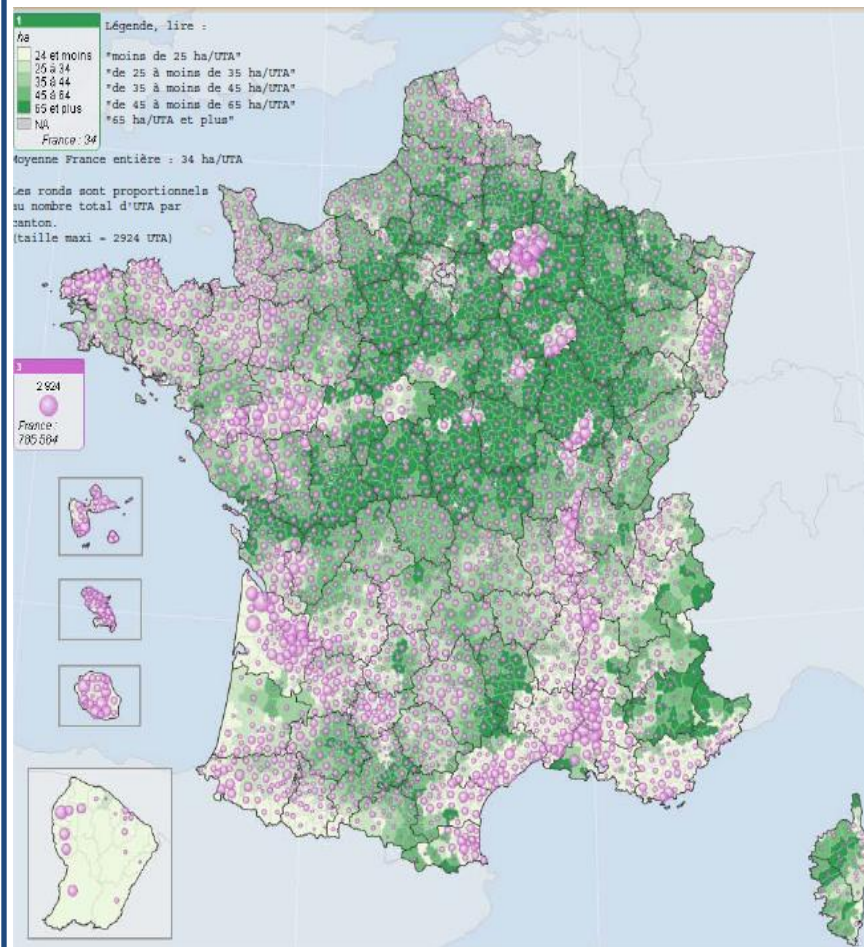 1
ha
24 et moins
25 à 34
35 à 44
45 à 64
65 et plus
NA
France : 34
Légende, lire :
"moins de 25 ha/UTA"
"de 25 à moins de 35 ha/UTA"
"de 35 à moins de 45 ha/UTA"
"de 45 à moins de 65 ha/UTA"
"65 ha/UTA et plus"
Moyenne France entière : 34 ha/UTA
Les ronds sont proportionnels
au nombre total d'UTA par
canton.
(taille maxi = 2924 UTA)
3
2 924
France :
785 564